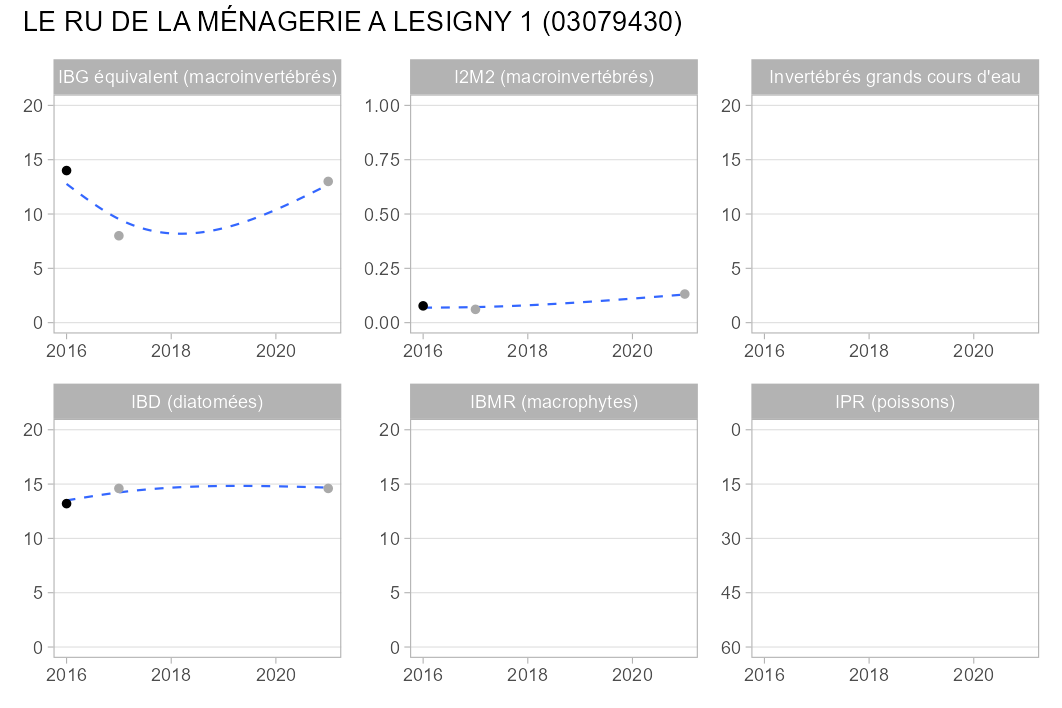 LE RU DE LA MÉNAGERIE A LESIGNY 1 (03079430)
IBG équivalent (macroinvertébrés)
20
15
10
5
0
2016 2018 2020
I2M2 (macroinvertébrés)
1.00
0.75
0.50
0.25
0.00
2016 2018 2020
Invertébrés grands cours d'eau
20
15
10
5
0
2016 2018 2020
IBD (diatomées)
20
15
10
5
0
2016 2018 2020
IBMR (macrophytes)
20
15
10
5
0
2016 2018 2020
IPR (poissons)
0
15
30
45
60
2016 2018 2020